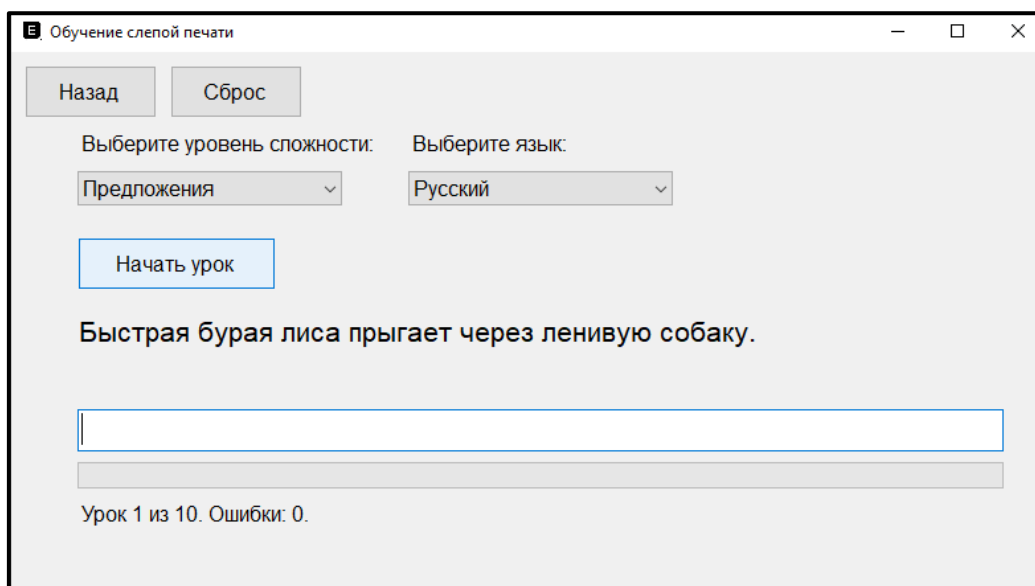 E Обучение слепой печати
Назад Сброс
Выберите уровень сложности: Выберите язык:
Предложения Русский
Начать урок
Быстрая бурая лиса прыгает через ленивую собаку.
Урок 1 из 10. Ошибки: 0.